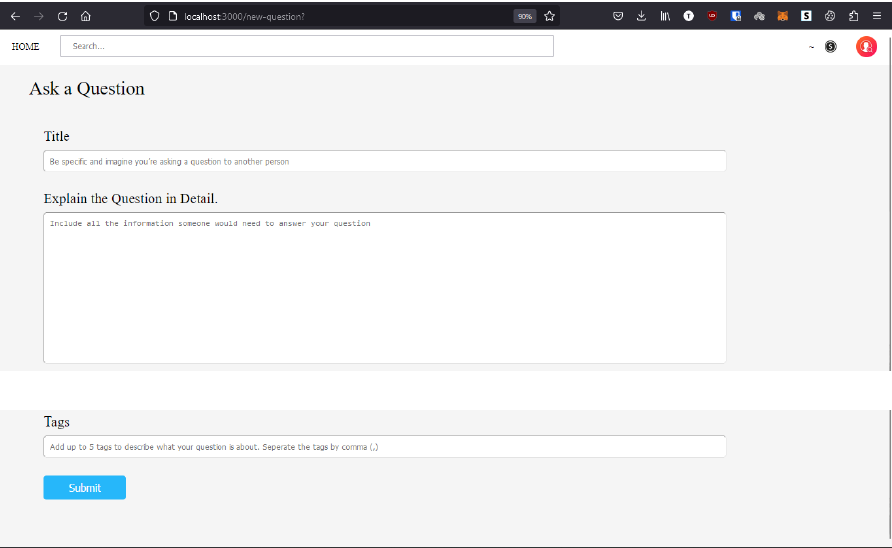 localhost:3000/new-question?
90%
HOME
Search...
~
S
Ask a Question
Title
Be specific and imagine you're asking a question to another person
Explain the Question in Detail.
Include all the information someone would need to answer your question
Tags
Add up to 5 tags to describe what your question is about. Seperate the tags by comma (,)
Submit